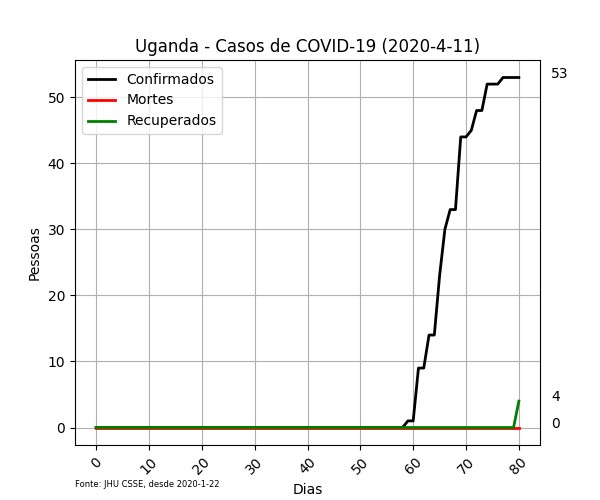 Uganda - Casos de COVID-19 (2020-4-11)
Confirmados
Mortes
Recuperados
53
4
0
Pessoas
50
40
30
20
10
0
0 10 20 30 40 50 60 70 80
Dias
Fonte: JHU CSSE, desde 2020-1-22